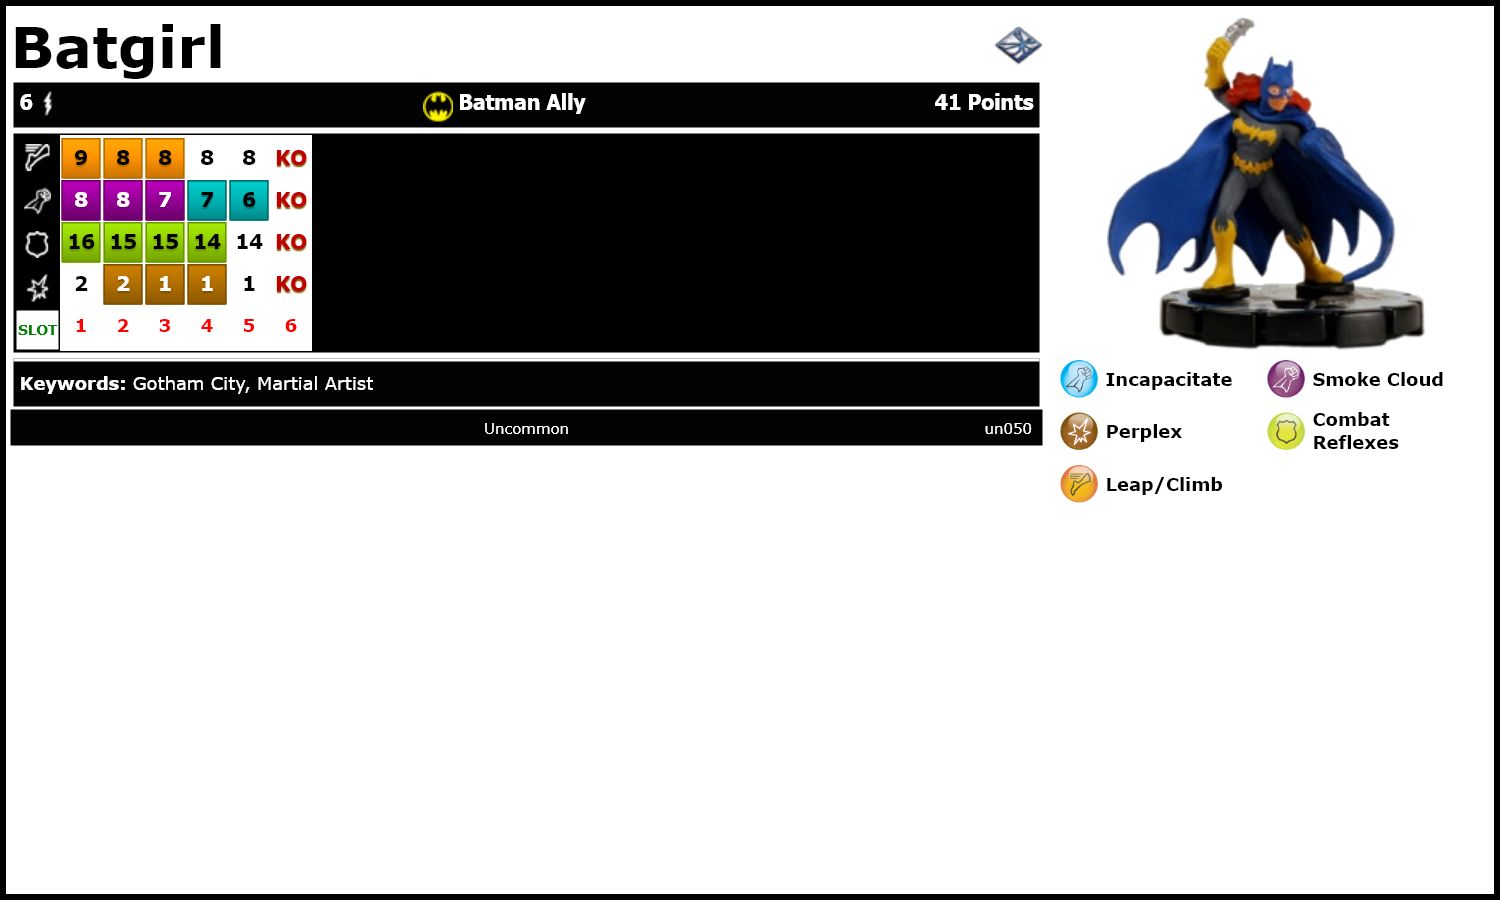 Batgirl
6 Batman Ally 41 Points
9 8 8 8 8 KO
8 8 7 7 6 KO
16 15 15 14 14 KO
2 2 1 1 1 KO
SLOT 1 2 3 4 5 6
Keywords: Gotham City, Martial Artist
Uncommon un050
Incapacitate Smoke Cloud
Perplex Combat
Reflexes
Leap/Climb